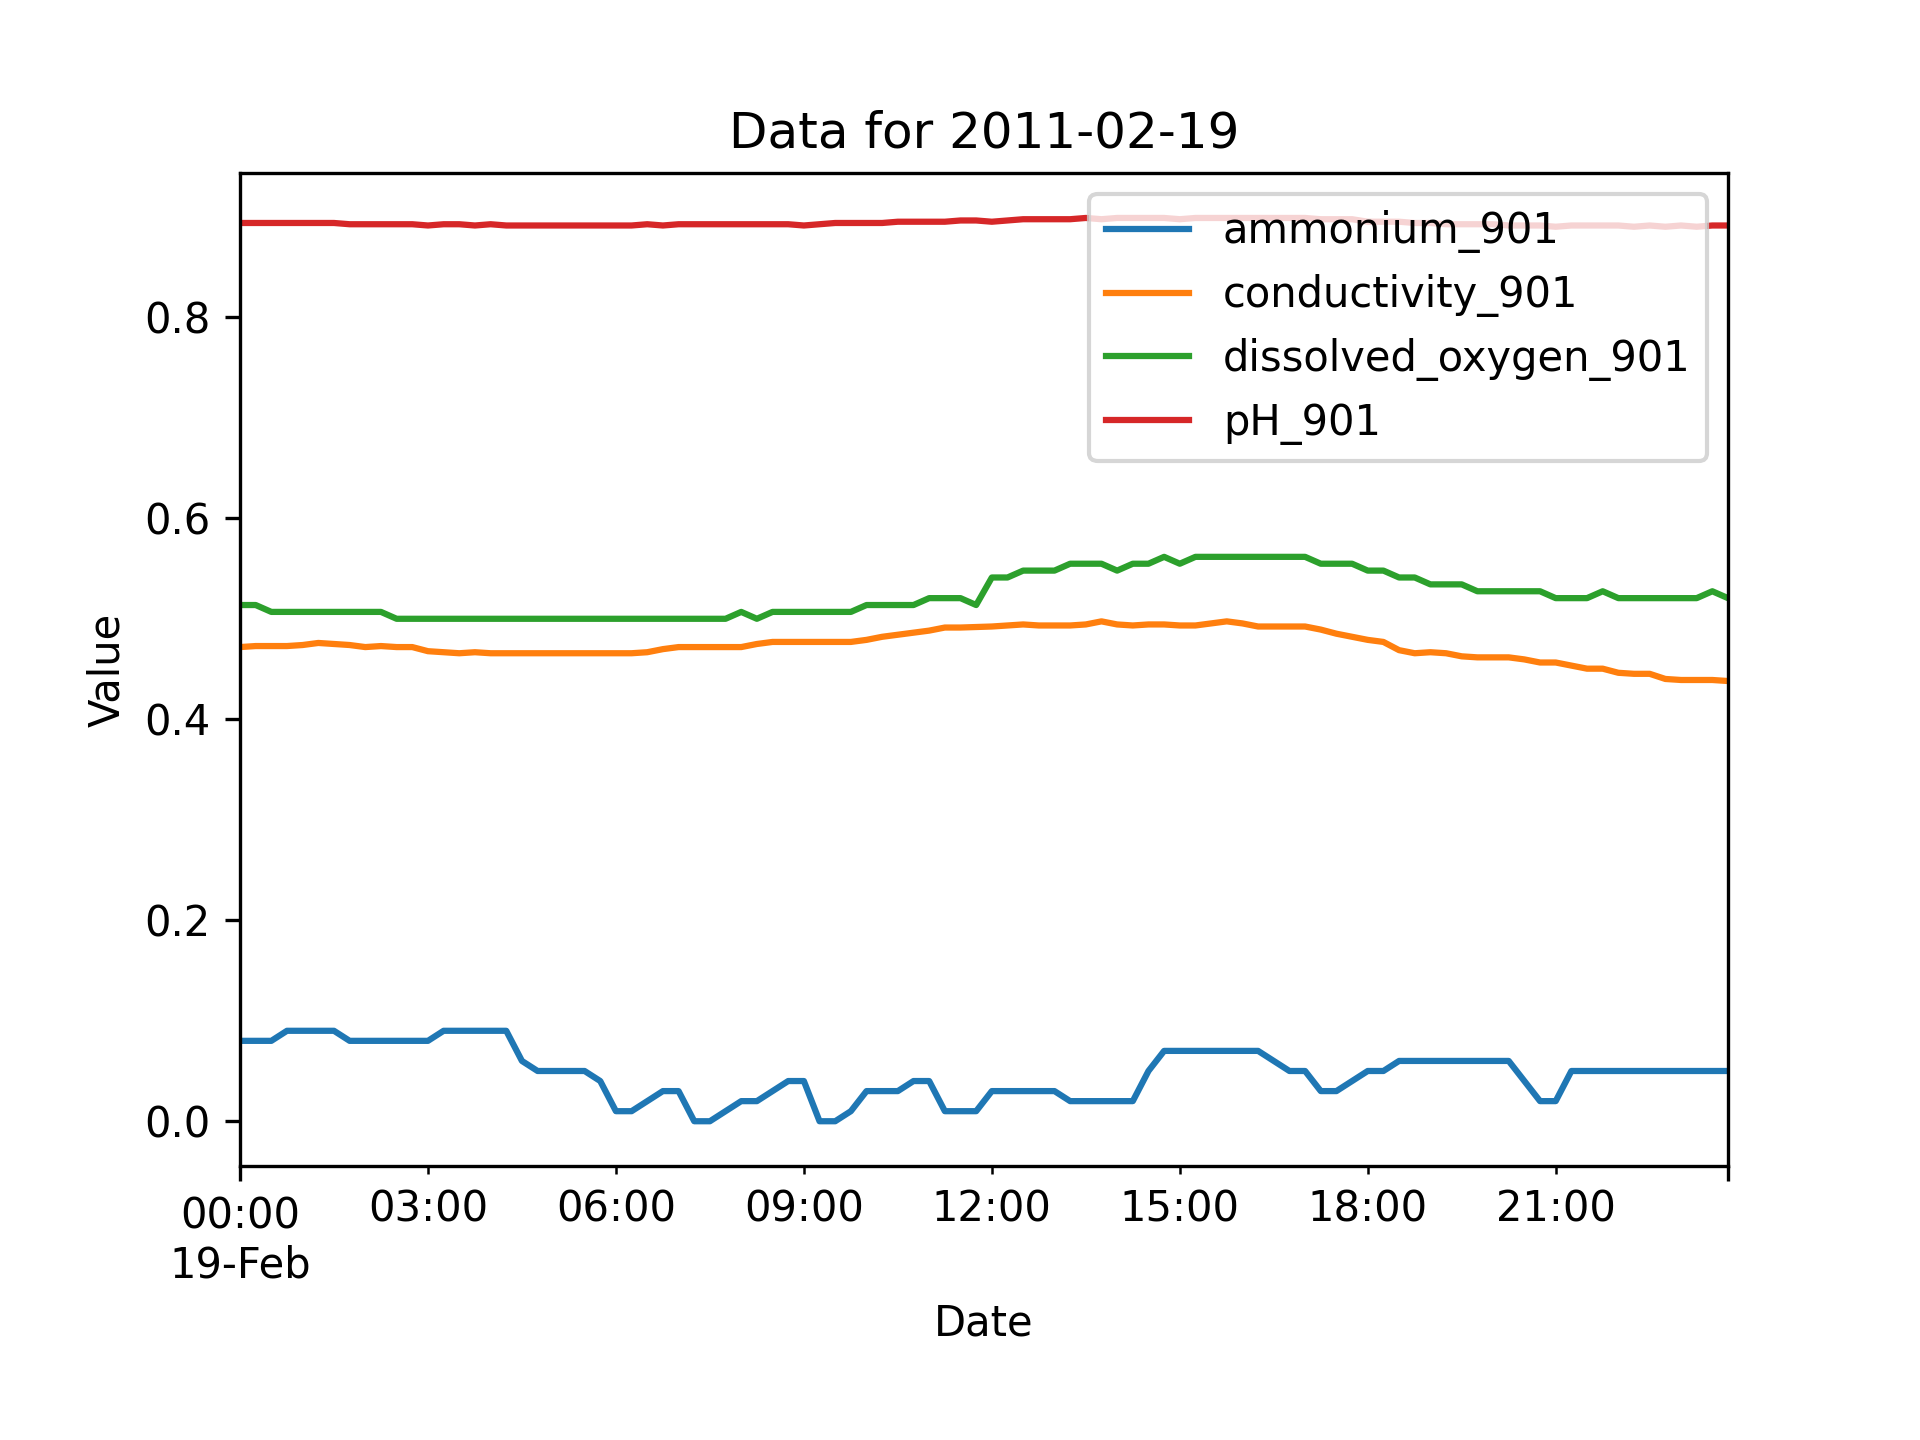 Data for 2011-02-19
ammonium_901
conductivity_901
dissolved_oxygen_901
pH_901
Value
0.8
0.6
0.4
0.2
0.0
00:00 03:00 06:00 09:00 12:00 15:00 18:00 21:00
19-Feb
Date